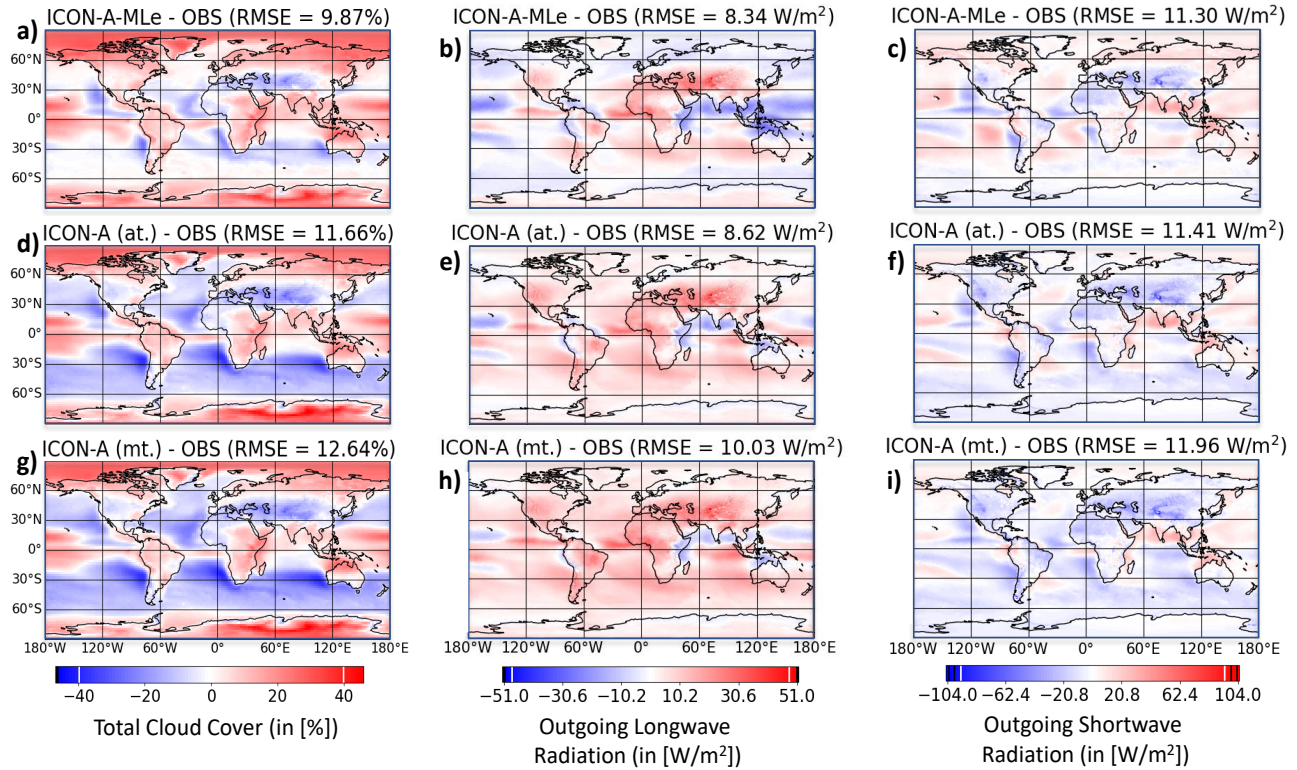 ICON-A-MLe - OBS (RMSE = 9.87%)
ICON-A-MLe - OBS (RMSE = 8.34 W/m²)
ICON-A-MLe - OBS (RMSE = 11.30 W/m²)
a)
b)
c)
60°N
30°N
0°
30°S
60°S
ICON-A (at.) - OBS (RMSE = 11.66%)
ICON-A (at.) - OBS (RMSE = 8.62 W/m²)
ICON-A (at.) - OBS (RMSE = 11.41 W/m²)
d)
e)
f)
60°N
30°N
0°
30°S
60°S
ICON-A (mt.) - OBS (RMSE = 12.64%)
ICON-A (mt.) - OBS (RMSE = 10.03 W/m²)
ICON-A (mt.) - OBS (RMSE = 11.96 W/m²)
g)
h)
i)
60°N
30°N
0°
30°S
60°S
180° 120°W 60°W 0° 60°E 120°E 180°E
180° 120°W 60°W 0° 60°E 120°E 180°E
180° 120°W 60°W 0° 60°E 120°E 180°E
−40 −20 0 20 40
−51.0 −30.6 −10.2 10.2 30.6 51.0
−104.0 −62.4 −20.8 20.8 62.4 104.0
Total Cloud Cover (in [%])
Outgoing Longwave
Radiation (in [W/m²])
Outgoing Shortwave
Radiation (in [W/m²])